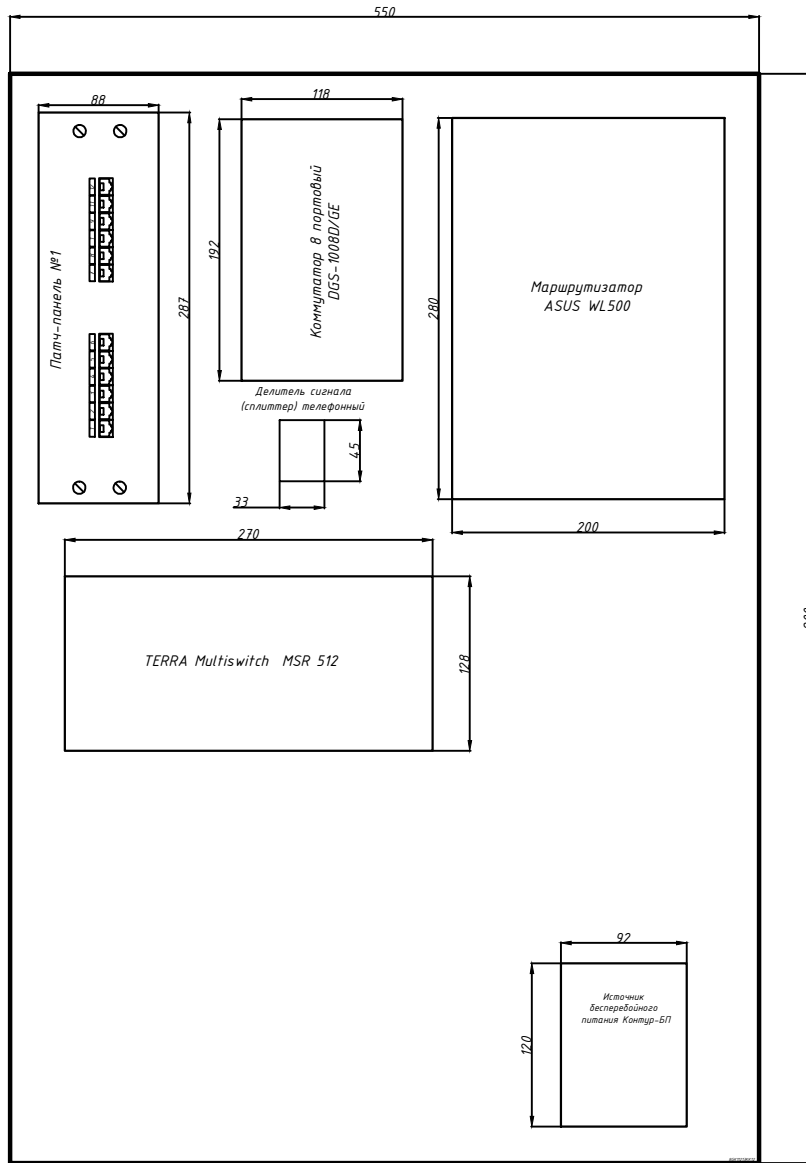 550
88
118
Патч-панель №1
287
192
Коммутатор 8 портовый
DGS-1008D/GE
280
Маршрутизатор
ASUS WL500
200
Делитель сигнала
(сплиттер) телефонный
45
33
270
TERRA Multiswitch MSR 512
128
92
Источник
бесперебойного
питания Контур-БП
120